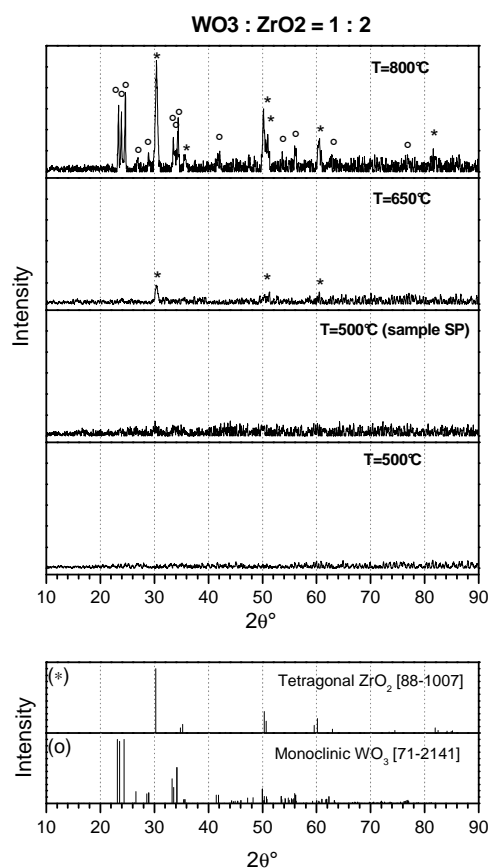 WO3 : ZrO2 = 1 : 2
T=800°C
T=650°C
T=500°C (sample SP)
T=500°C
Intensity
10 20 30 40 50 60 70 80 90
2θ°
(*)
Tetragonal ZrO2 [88-1007]
(o)
Monoclinic WO3 [71-2141]
Intensity
10 20 30 40 50 60 70 80 90
2θ°